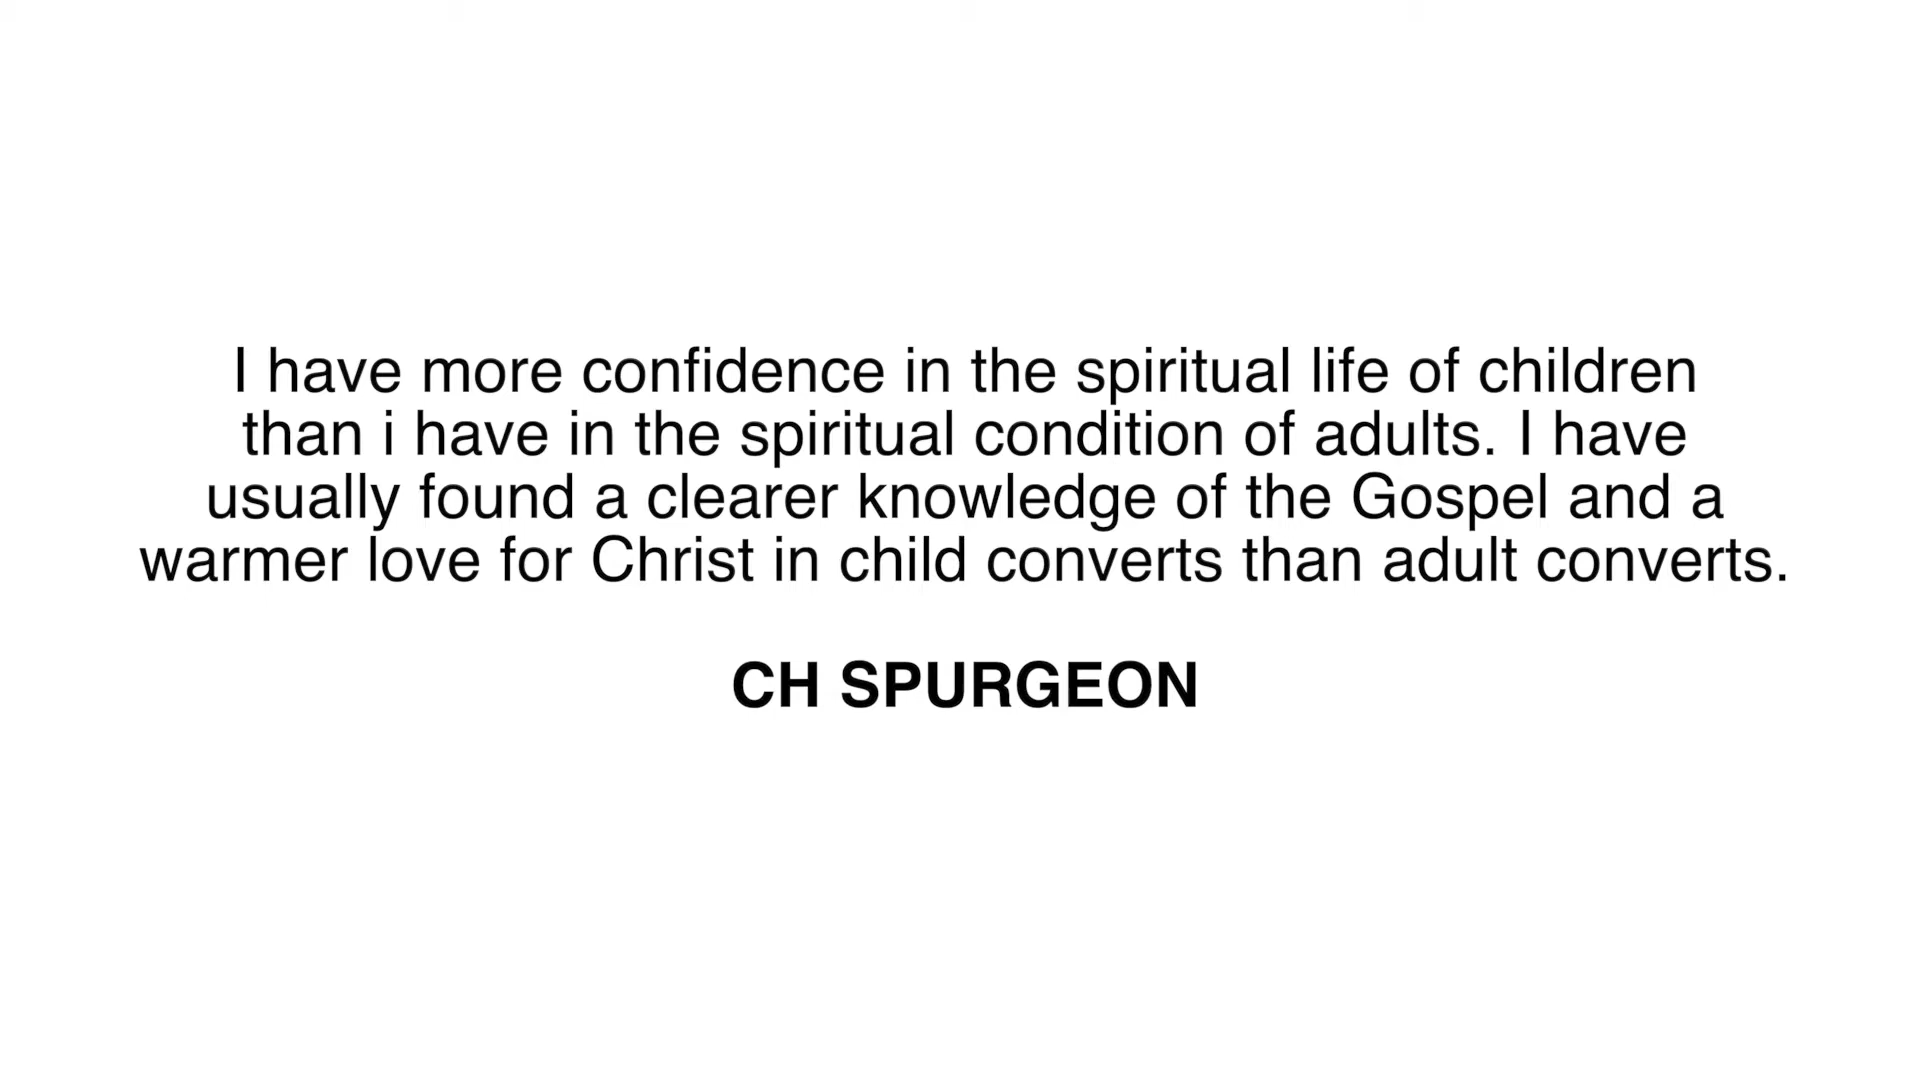 I have more confidence in the spiritual life of children
than i have in the spiritual condition of adults. I have
usually found a clearer knowledge of the Gospel and a
warmer love for Christ in child converts than adult converts.
CH SPURGEON